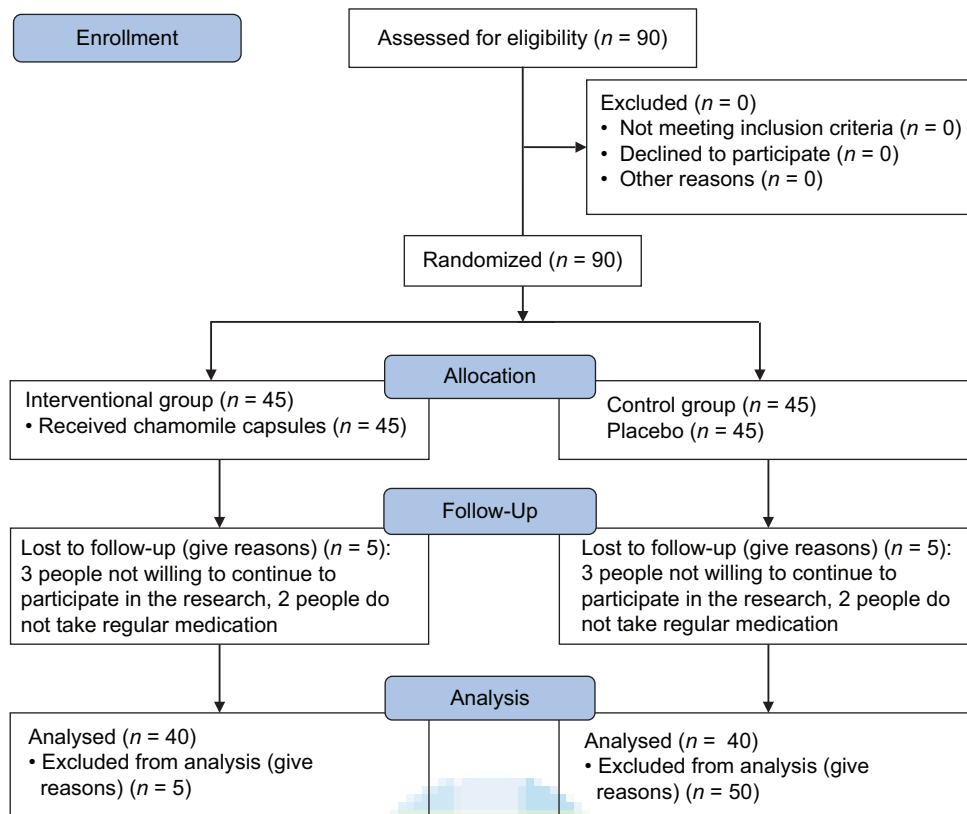 Enrollment
Assessed for eligibility (n = 90)
Excluded (n = 0)
• Not meeting inclusion criteria (n = 0)
• Declined to participate (n = 0)
• Other reasons (n = 0)
Randomized (n = 90)
Allocation
Interventional group (n = 45)
• Received chamomile capsules (n = 45)
Control group (n = 45)
Placebo (n = 45)
Follow-Up
Lost to follow-up (give reasons) (n = 5):
3 people not willing to continue to
participate in the research, 2 people do
not take regular medication
Lost to follow-up (give reasons) (n = 5):
3 people not willing to continue to
participate in the research, 2 people do
not take regular medication
Analysis
Analysed (n = 40)
• Excluded from analysis (give
reasons) (n = 5)
Analysed (n = 40)
• Excluded from analysis (give
reasons) (n = 50)